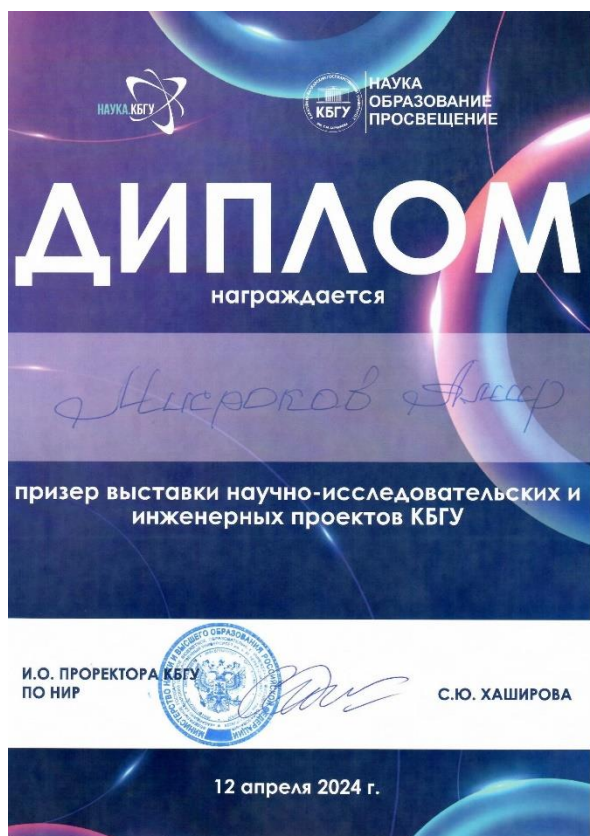 НАУКА.КБГУ
КБГУ
НАУКА
ОБРАЗОВАНИЕ
ПРОСВЕЩЕНИЕ
ДИПЛОМ
награждается
Мисроков Амир
призер выставки научно-исследовательских и
инженерных проектов КБГУ
И.О. ПРОРЕКТОРА КБГУ
ПО НИР
С.Ю. ХАШИРОВА
12 апреля 2024 г.